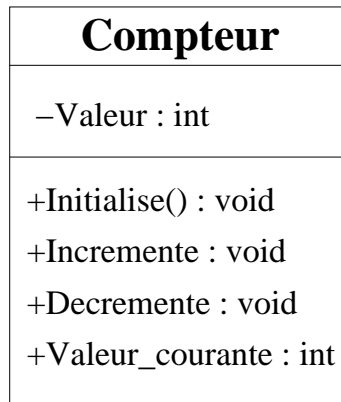 Compteur
−Valeur : int
+Initialise() : void
+Incremente : void
+Decremente : void
+Valeur_courante : int